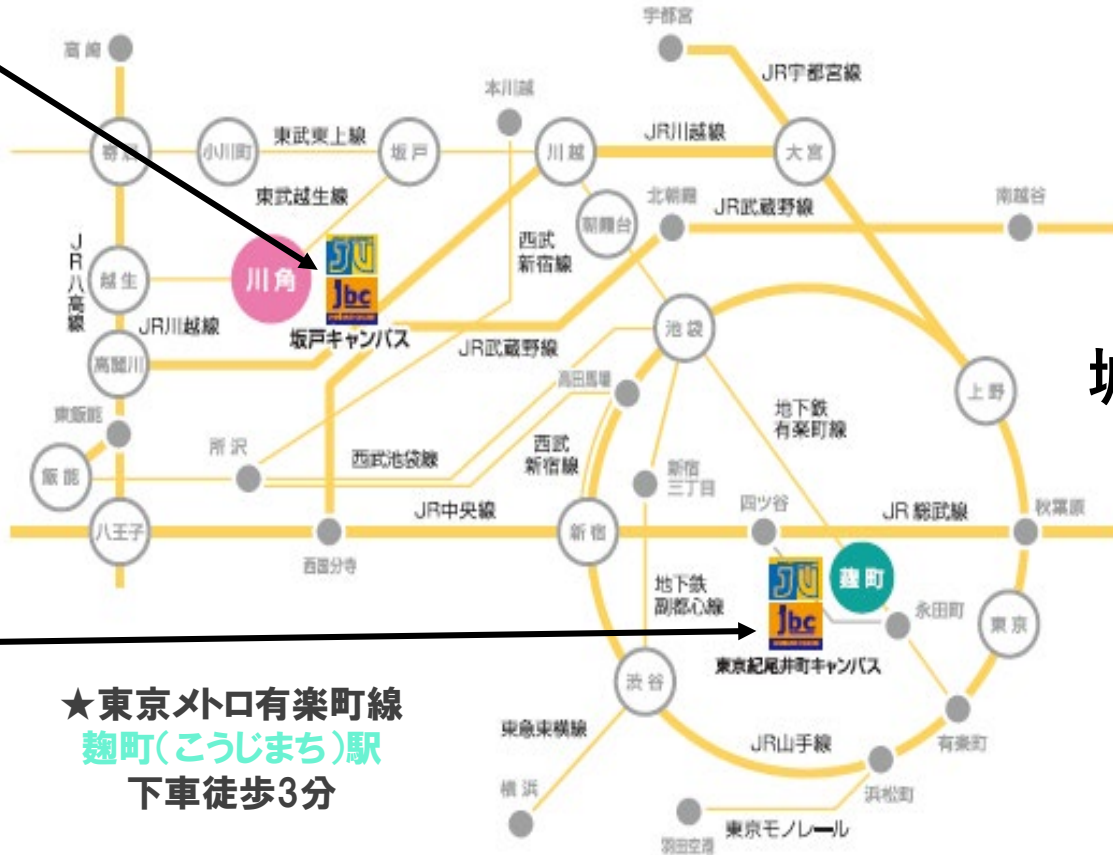 宇都宮
高崎
JR宇都宮線
本川越
東武東上線
JR川越線
寄居
小川町
坂戸
川越
大宮
東武越生線
北朝霞
南越谷
JR武蔵野線
朝霞台
JR八高線
西武
新宿線
越生
川角
JU
jbc
坂戸キャンパス
JR川越線
池袋
JR武蔵野線
高麗川
高田馬場
上野
東飯能
地下鉄
有楽町線
所沢
西武池袋線
西武
新宿線
飯能
新宿
三丁目
四ツ谷
JR総武線
秋葉原
JR中央線
八王子
新宿
西国分寺
地下鉄
副都心線
麹町
JU
jbc
永田町
東京
東京紀尾井町キャンパス
渋谷
★東京メトロ有楽町線
麹町(こうじまち)駅
下車徒歩3分
東急東横線
JR山手線
有楽町
横浜
浜松町
東京モノレール
羽田空港